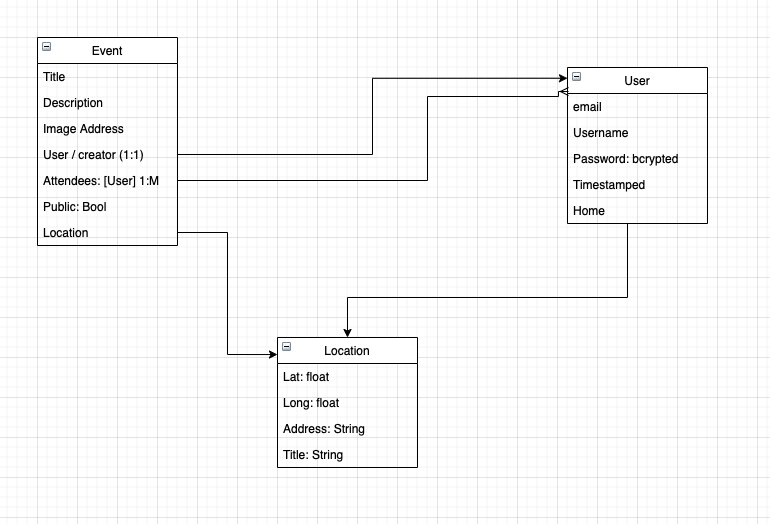 Event
Title
Description
Image Address
User / creator (1:1)
Attendees: [User] 1:M
Public: Bool
Location
User
email
Username
Password: bcrypted
Timestamped
Home
Location
Lat: float
Long: float
Address: String
Title: String